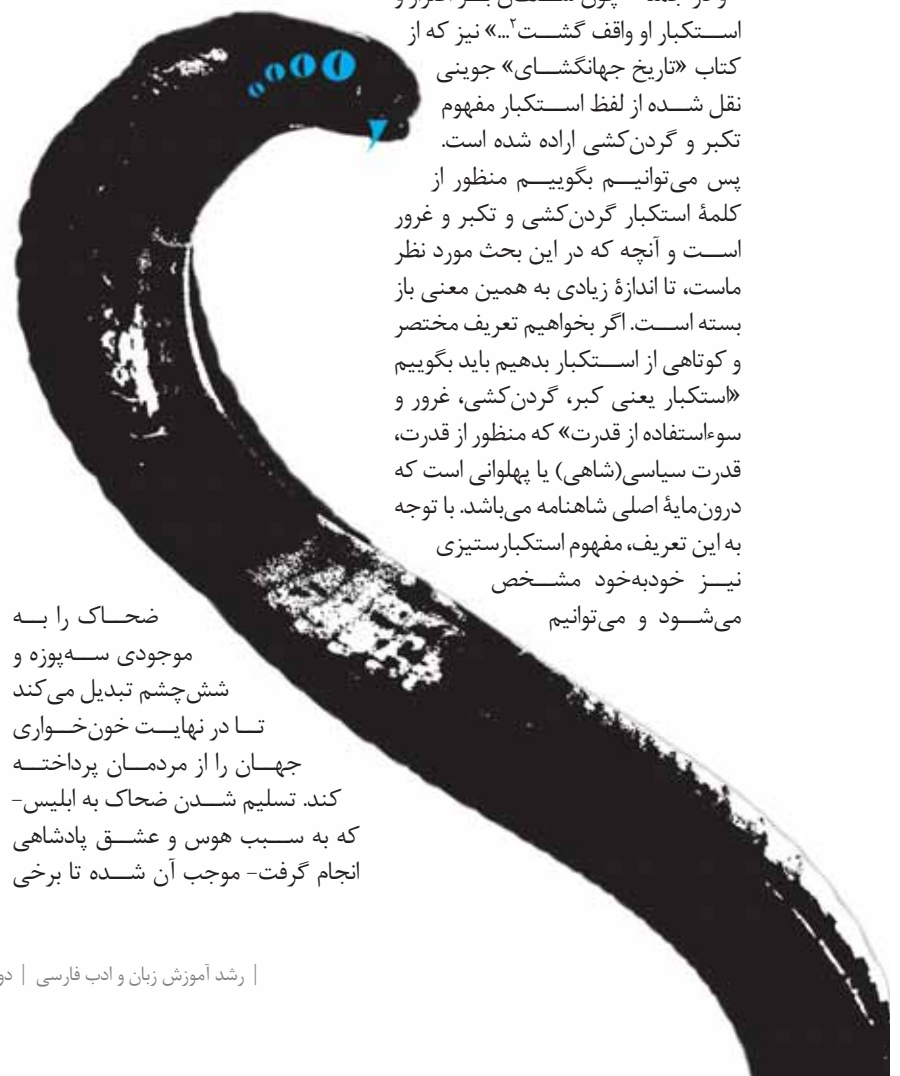 استکبار او واقف گشت۲...» نیز که از
کتاب «تاریخ جهانگشای» جوینی
نقل شده از لفظ استکبار مفهوم
تکبر و گردن‌کشی اراده شده است.
پس می‌توانیم بگوییم منظور از
کلمهٔ استکبار گردن‌کشی و تکبر و غرور
است و آنچه که در این بحث مورد نظر
ماست، تا اندازهٔ زیادی به همین معنی باز
بسته است. اگر بخواهیم تعریف مختصر
و کوتاهی از استکبار بدهیم باید بگوییم
«استکبار یعنی کبر، گردن‌کشی، غرور و
سوءاستفاده از قدرت» که منظور از قدرت،
قدرت سیاسی(شاهی) یا پهلوانی است که
درون‌مایهٔ اصلی شاهنامه می‌باشد. با توجه
به این تعریف، مفهوم استکبارستیزی
نیز خودبه‌خود مشخص
می‌شود و می‌توانیم
ضحاک را به
موجودی سه‌پوزه و
شش‌چشم تبدیل می‌کند
تا در نهایت خون‌خواری
جهان را از مردمان پرداخته
کند. تسلیم شدن ضحاک به ابلیس-
که به سبب هوس و عشق پادشاهی
انجام گرفت- موجب آن شده تا برخی
| رشد آموزش زبان و ادب فارسی |